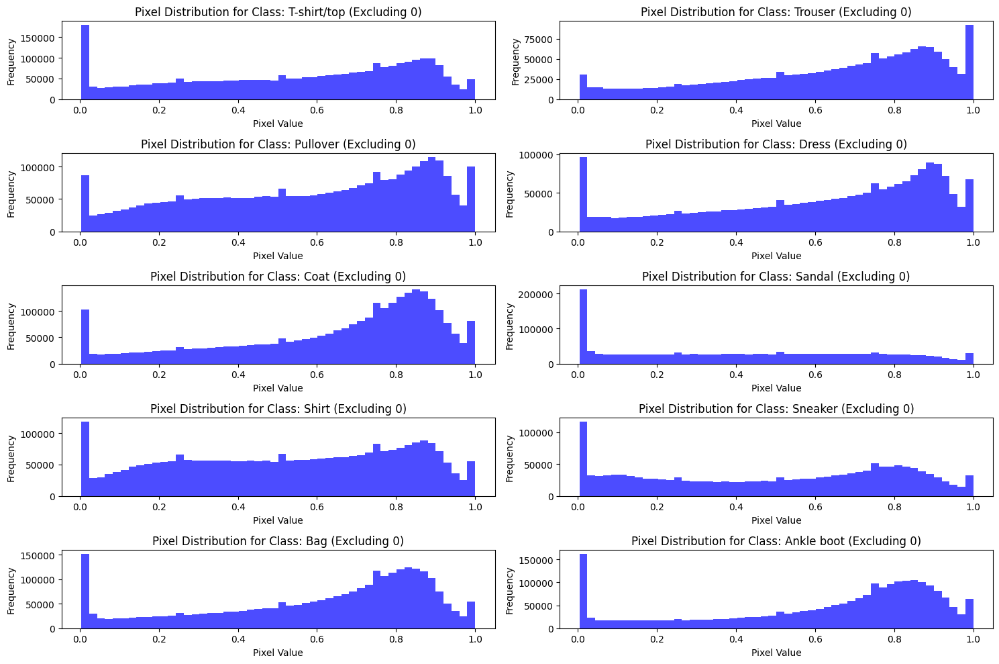 Pixel Distribution for Class: T-shirt/top (Excluding 0)
Frequency
150000
100000
50000
0
0.0 0.2 0.4 0.6 0.8 1.0
Pixel Value
Pixel Distribution for Class: Trouser (Excluding 0)
Frequency
75000
50000
25000
0
0.0 0.2 0.4 0.6 0.8 1.0
Pixel Value
Pixel Distribution for Class: Pullover (Excluding 0)
Frequency
100000
50000
0
0.0 0.2 0.4 0.6 0.8 1.0
Pixel Value
Pixel Distribution for Class: Dress (Excluding 0)
Frequency
100000
50000
0
0.0 0.2 0.4 0.6 0.8 1.0
Pixel Value
Pixel Distribution for Class: Coat (Excluding 0)
Frequency
100000
50000
0
0.0 0.2 0.4 0.6 0.8 1.0
Pixel Value
Pixel Distribution for Class: Sandal (Excluding 0)
Frequency
200000
100000
0
0.0 0.2 0.4 0.6 0.8 1.0
Pixel Value
Pixel Distribution for Class: Shirt (Excluding 0)
Frequency
100000
50000
0
0.0 0.2 0.4 0.6 0.8 1.0
Pixel Value
Pixel Distribution for Class: Sneaker (Excluding 0)
Frequency
100000
50000
0
0.0 0.2 0.4 0.6 0.8 1.0
Pixel Value
Pixel Distribution for Class: Bag (Excluding 0)
Frequency
150000
100000
50000
0
0.0 0.2 0.4 0.6 0.8 1.0
Pixel Value
Pixel Distribution for Class: Ankle boot (Excluding 0)
Frequency
150000
100000
50000
0
0.0 0.2 0.4 0.6 0.8 1.0
Pixel Value